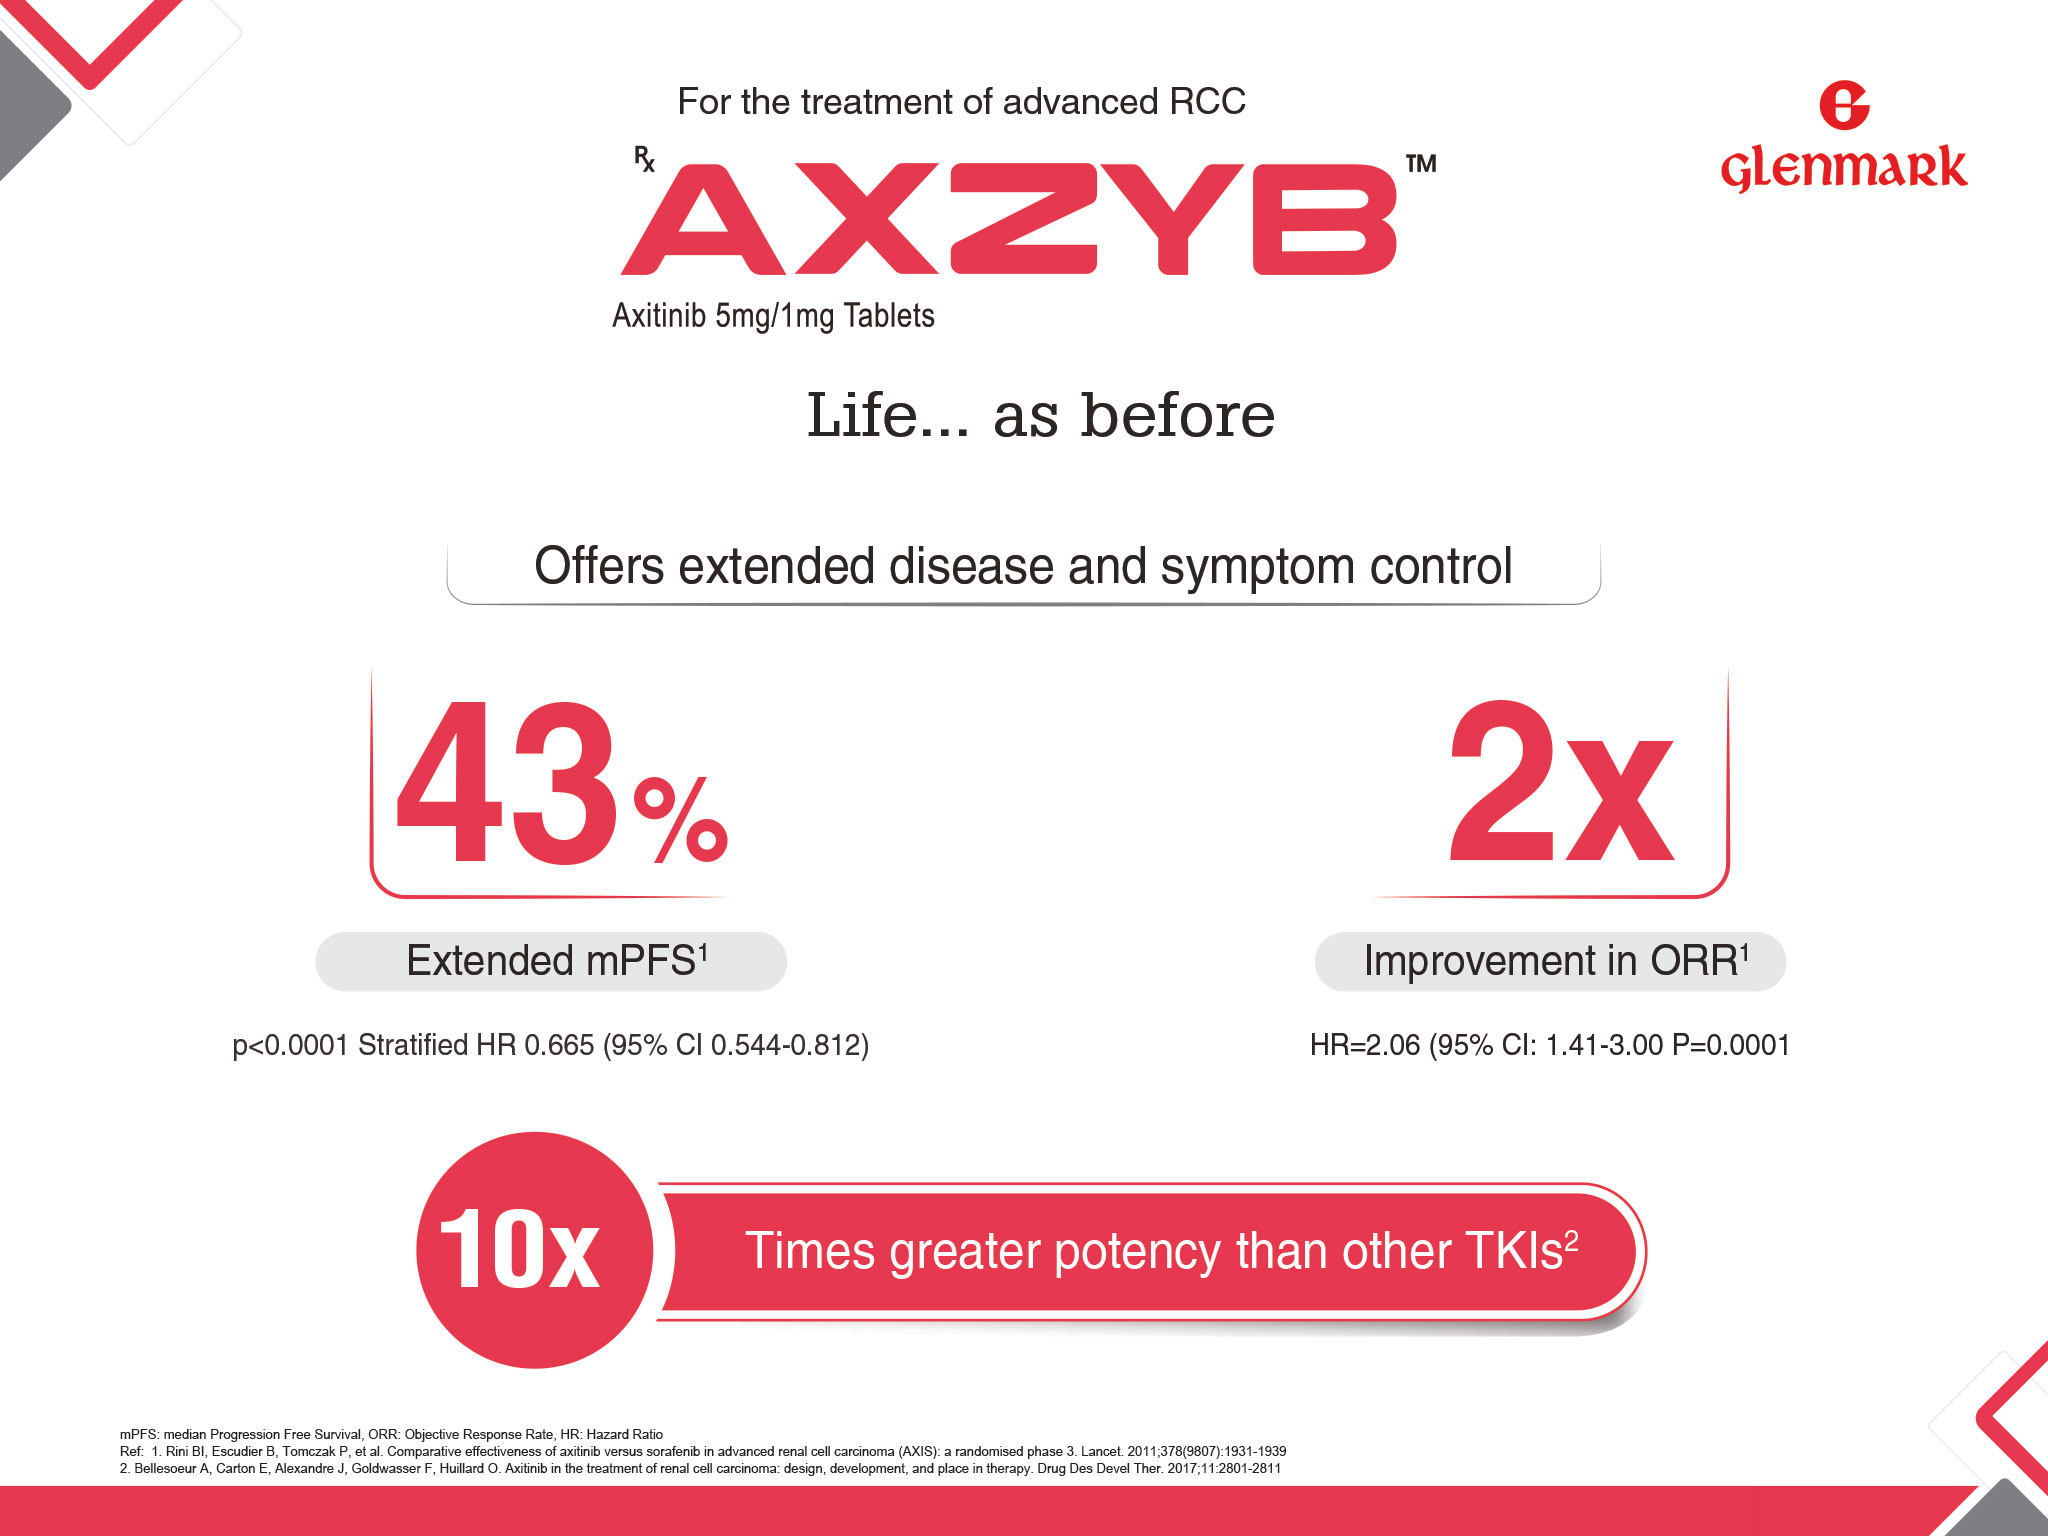 For the treatment of advanced RCC
Rx AXZYB™
Axitinib 5mg/1mg Tablets
glenmark
Life... as before
Offers extended disease and symptom control
43%
Extended mPFS¹
p<0.0001 Stratified HR 0.665 (95% CI 0.544-0.812)
2x
Improvement in ORR¹
HR=2.06 (95% CI: 1.41-3.00 P=0.0001
10x
Times greater potency than other TKIs²
mPFS: median Progression Free Survival, ORR: Objective Response Rate, HR: Hazard Ratio
Ref: 1. Rini BI, Escudier B, Tomczak P, et al. Comparative effectiveness of axitinib versus sorafenib in advanced renal cell carcinoma (AXIS): a randomised phase 3. Lancet. 2011;378(9807):1931-1939
2. Bellesoeur A, Carton E, Alexandre J, Goldwasser F, Huillard O. Axitinib in the treatment of renal cell carcinoma: design, development, and place in therapy. Drug Des Devel Ther. 2017;11:2801-2811